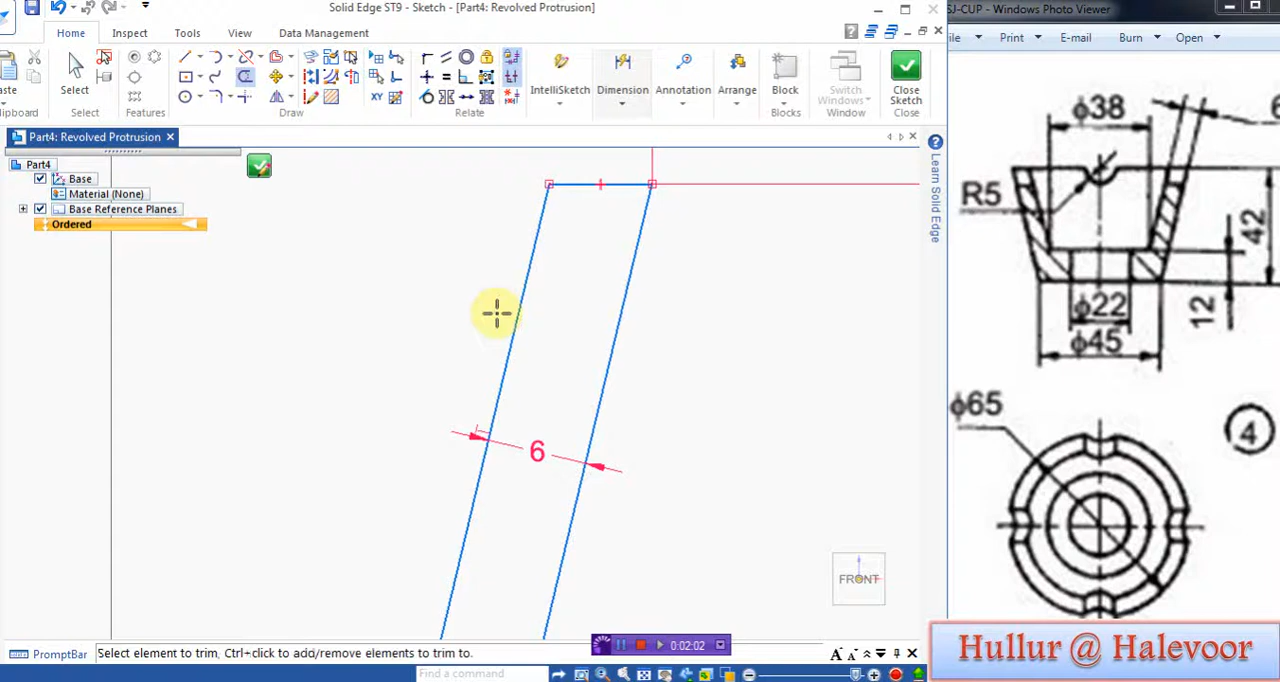 Solid Edge ST9 - Sketch - [Part4: Revolved Protrusion]
SJ-CUP - Windows Photo Viewer
Home Inspect Tools View Data Management
ile Print E-mail Burn Open
aste
Select
IntelliSketch Dimension Annotation Arrange Block Switch Windows Close Sketch
lipboard Select Features Draw Relate Blocks Window Close
Part4: Revolved Protrusion
Part4
Base
Material (None)
Base Reference Planes
Ordered
Learn Solid Edge
6
FRONT
ϕ38
6
R5
42
ϕ22
12
ϕ45
ϕ65
4
0:02:02
PromptBar Select element to trim, Ctrl+click to add/remove elements to trim to.
Find a command
Hullur @ Halevoor